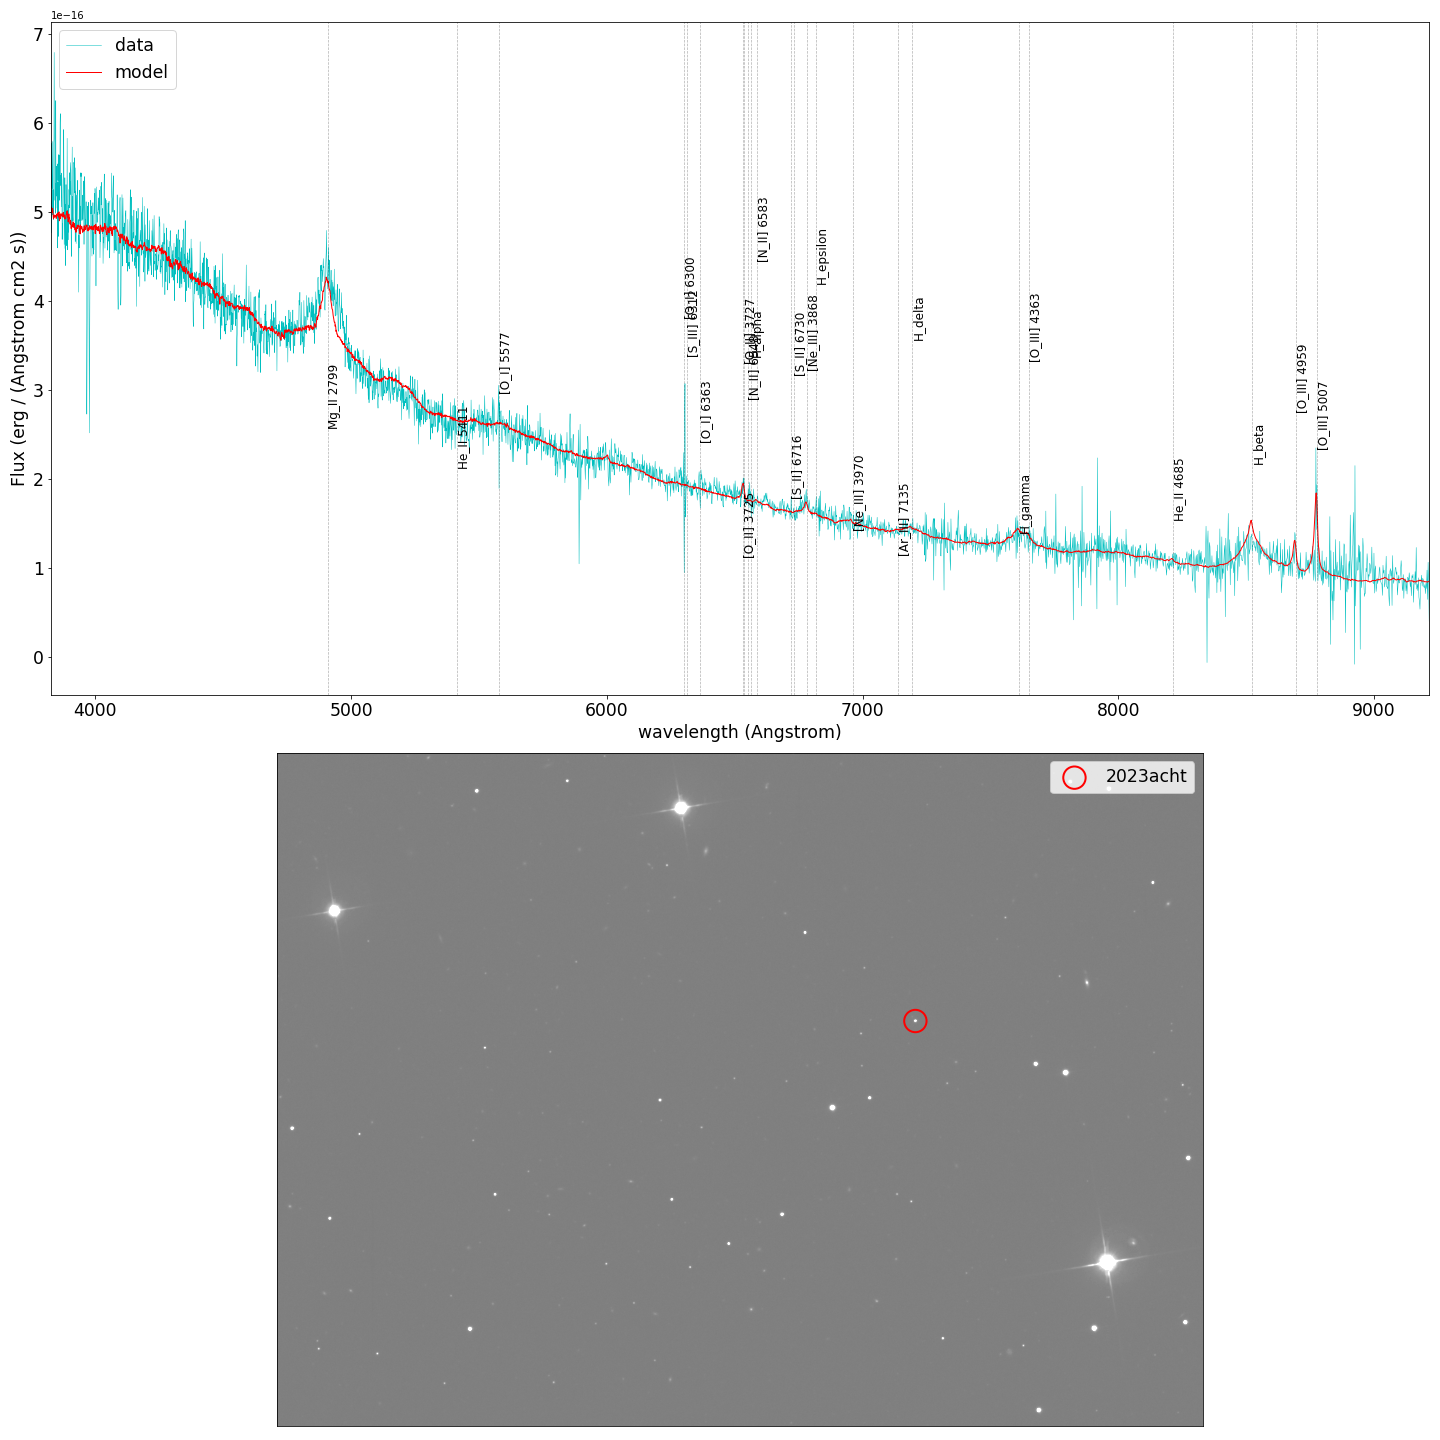 1e−16
data
model
Flux (erg / (Angstrom cm2 s))
7
6
5
4
3
2
1
0
Mg_II 2799
He_II 5411
[O_I] 5577
[O_I] 6300
[S_III] 6312
[O_I] 6363
[O_II] 3725
[O_II] 3727
H_alpha
[N_II] 6583
[S_II] 6716
[S_II] 6730
[Ne_III] 3868
H_epsilon
[Ne_III] 3970
[Ar_III] 7135
H_delta
H_gamma
[O_III] 4363
He_II 4685
H_beta
[O_III] 4959
[O_III] 5007
4000
5000
6000
7000
8000
9000
wavelength (Angstrom)
2023acht